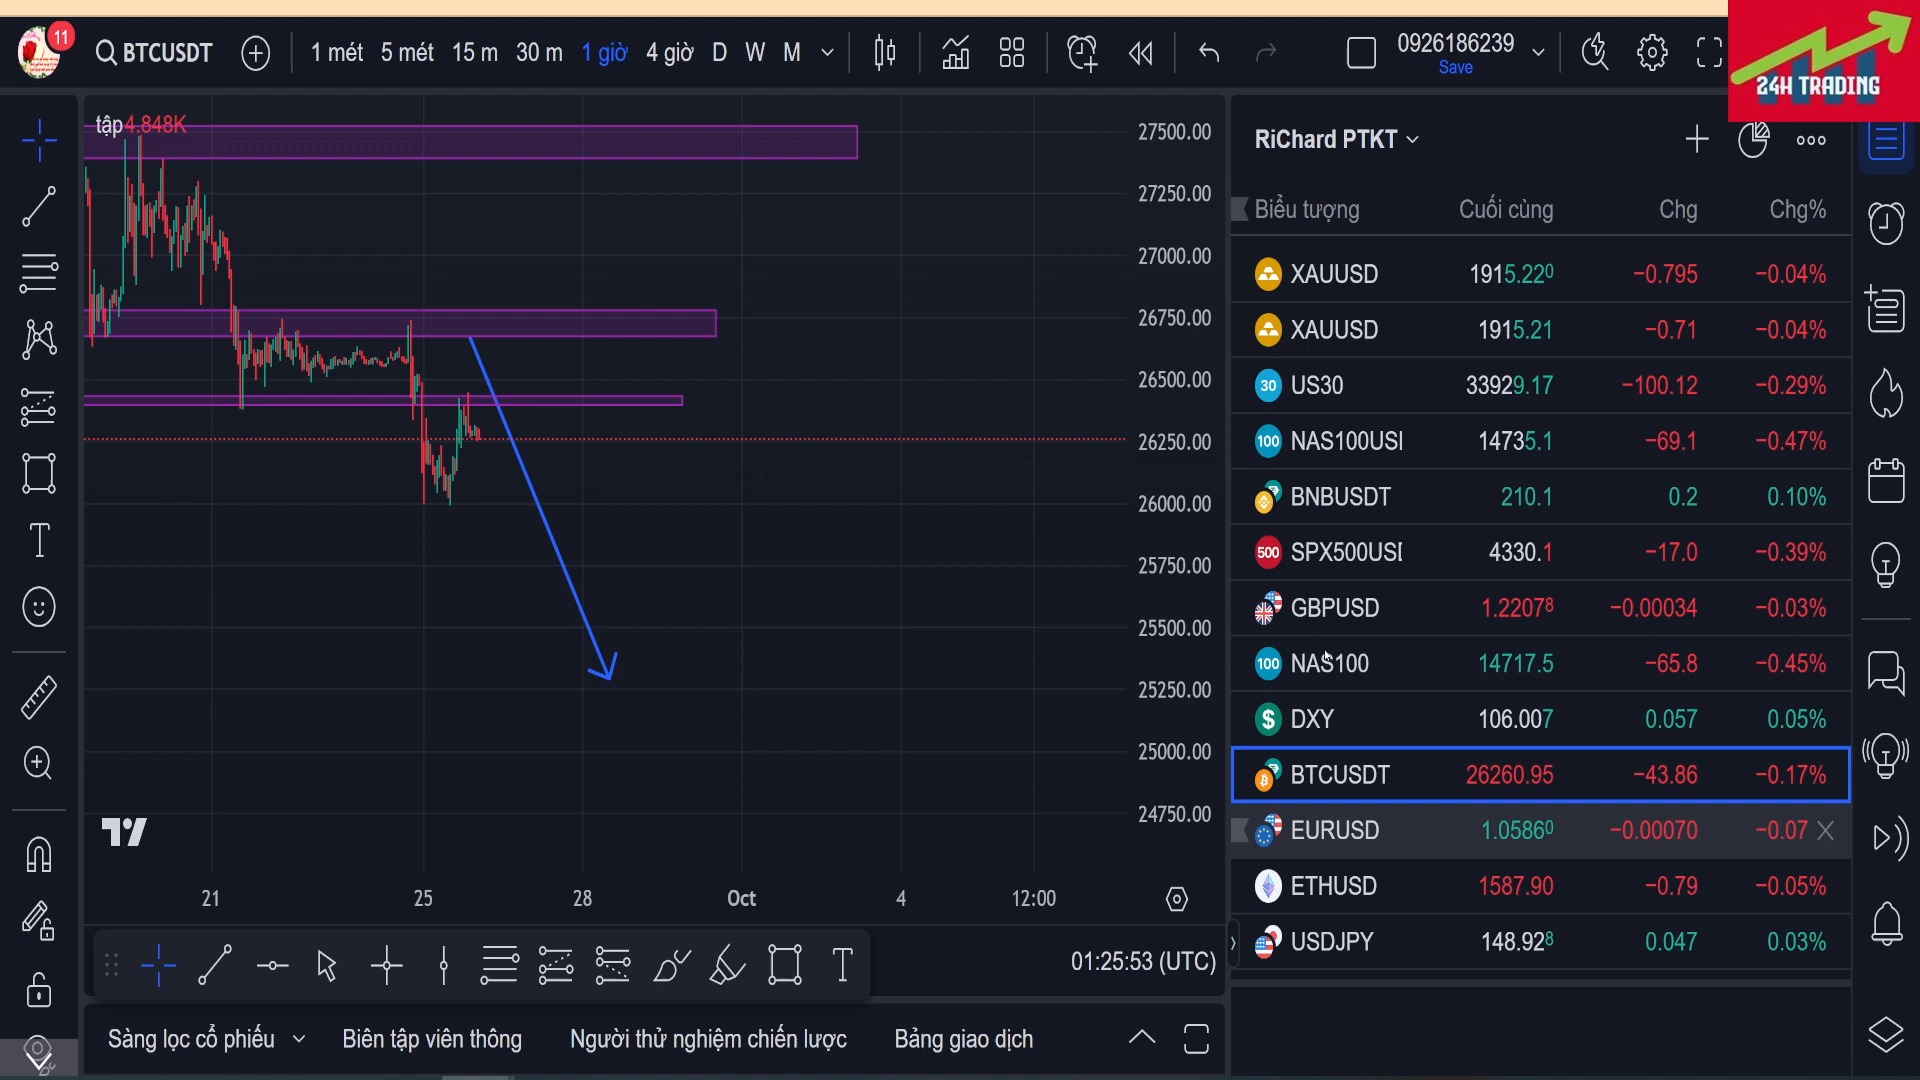 11
BTCUSDT
1 mét 5 mét 15 m 30 m 1 giờ 4 giờ D W M
0926186239
Save
24H TRADING
tập4.848K
27500.00
27250.00
27000.00
26750.00
26500.00
26250.00
26000.00
25750.00
25500.00
25250.00
25000.00
24750.00
21 25 28 Oct 4 12:00
01:25:53 (UTC)
Sàng lọc cổ phiếu Biên tập viên thông Người thử nghiệm chiến lược Bảng giao dịch
RiChard PTKT
Biểu tượng Cuối cùng Chg Chg%
XAUUSD 1915.220 −0.795 −0.04%
XAUUSD 1915.21 −0.71 −0.04%
30 US30 33929.17 −100.12 −0.29%
100 NAS100USI 14735.1 −69.1 −0.47%
BNBUSDT 210.1 0.2 0.10%
500 SPX500USI 4330.1 −17.0 −0.39%
GBPUSD 1.22078 −0.00034 −0.03%
100 NAS100 14717.5 −65.8 −0.45%
$ DXY 106.007 0.057 0.05%
BTCUSDT 26260.95 −43.86 −0.17%
EURUSD 1.05860 −0.00070 −0.07
ETHUSD 1587.90 −0.79 −0.05%
USDJPY 148.928 0.047 0.03%